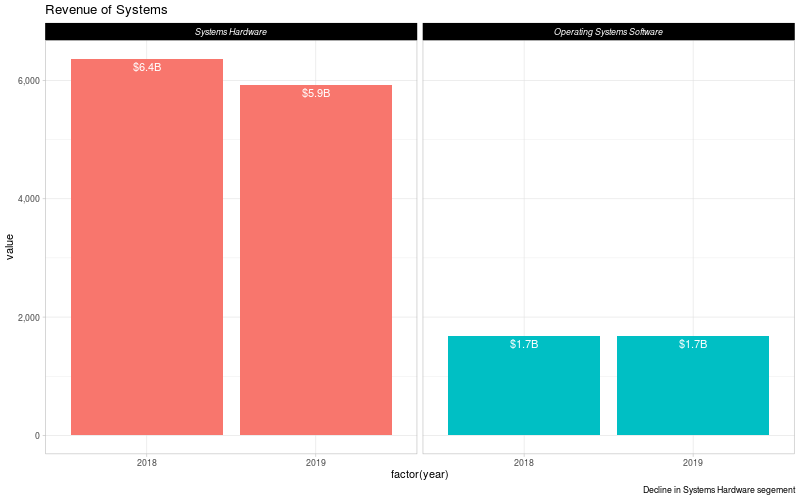 Revenue of Systems
Systems Hardware
Operating Systems Software
$6.4B
$5.9B
$1.7B
$1.7B
6,000
4,000
2,000
0
value
2018
2019
2018
2019
factor(year)
Decline in Systems Hardware segement